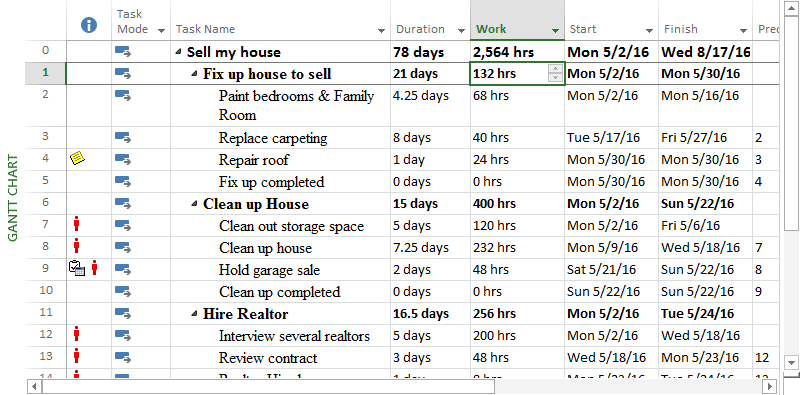 Task Mode Task Name Duration Work Start Finish Pred
0 Sell my house 78 days 2,564 hrs Mon 5/2/16 Wed 8/17/16
1 Fix up house to sell 21 days 132 hrs Mon 5/2/16 Mon 5/30/16
2 Paint bedrooms & Family Room 4.25 days 68 hrs Mon 5/2/16 Mon 5/16/16
3 Replace carpeting 8 days 40 hrs Tue 5/17/16 Fri 5/27/16 2
4 Repair roof 1 day 24 hrs Mon 5/30/16 Mon 5/30/16 3
5 Fix up completed 0 days 0 hrs Mon 5/30/16 Mon 5/30/16 4
6 Clean up House 15 days 400 hrs Mon 5/2/16 Sun 5/22/16
7 Clean out storage space 5 days 120 hrs Mon 5/2/16 Fri 5/6/16
8 Clean up house 7.25 days 232 hrs Mon 5/9/16 Wed 5/18/16 7
9 Hold garage sale 2 days 48 hrs Sat 5/21/16 Sun 5/22/16 8
10 Clean up completed 0 days 0 hrs Sun 5/22/16 Sun 5/22/16 9
11 Hire Realtor 16.5 days 256 hrs Mon 5/2/16 Tue 5/24/16
12 Interview several realtors 5 days 200 hrs Mon 5/2/16 Wed 5/18/16
13 Review contract 3 days 48 hrs Wed 5/18/16 Mon 5/23/16 12
GANTT CHART